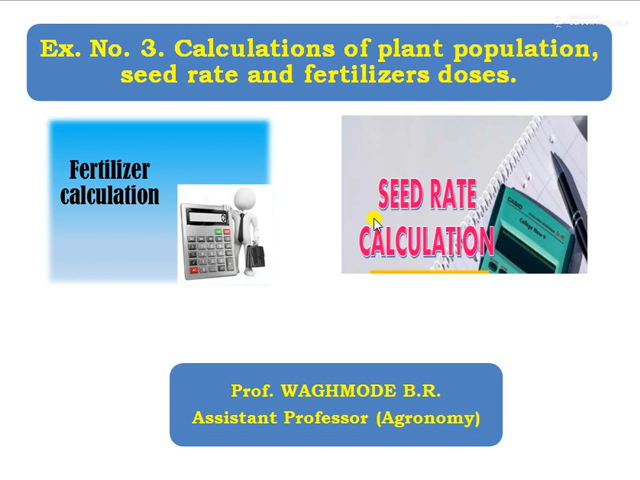 Ex. No. 3. Calculations of plant population,
seed rate and fertilizers doses.
Fertilizer
calculation
SEED RATE
CALCULATION
CASIO
Prof. WAGHMODE B.R.
Assistant Professor (Agronomy)